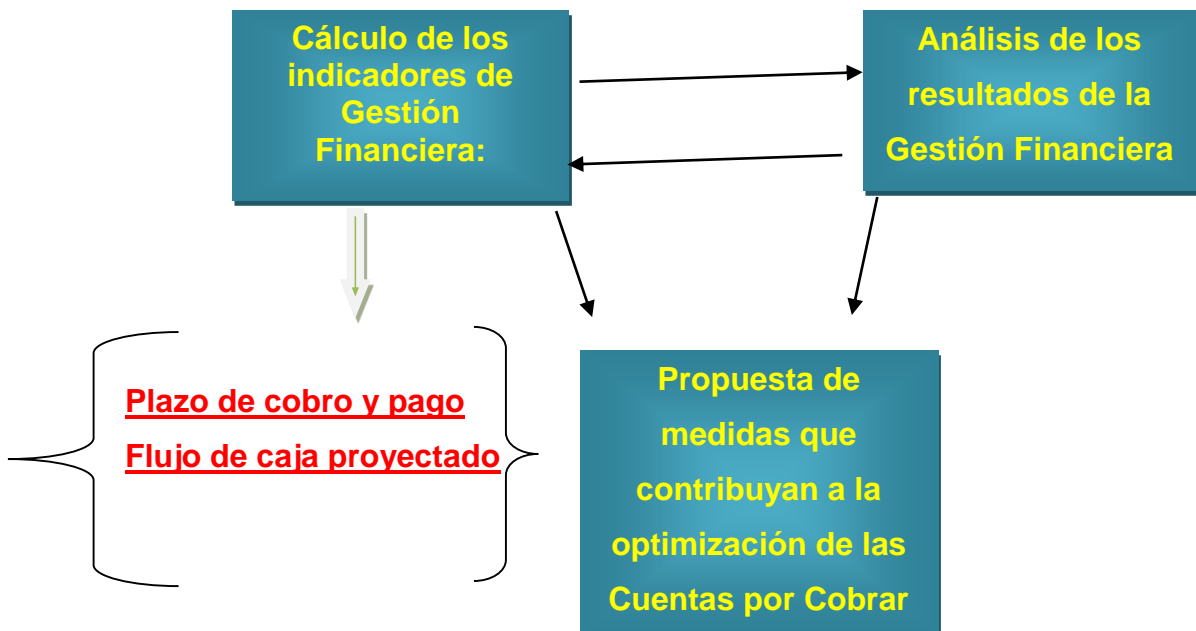 Cálculo de los
indicadores de
Gestión
Financiera:
Análisis de los
resultados de la
Gestión Financiera
Plazo de cobro y pago
Flujo de caja proyectado
Propuesta de
medidas que
contribuyan a la
optimización de las
Cuentas por Cobrar